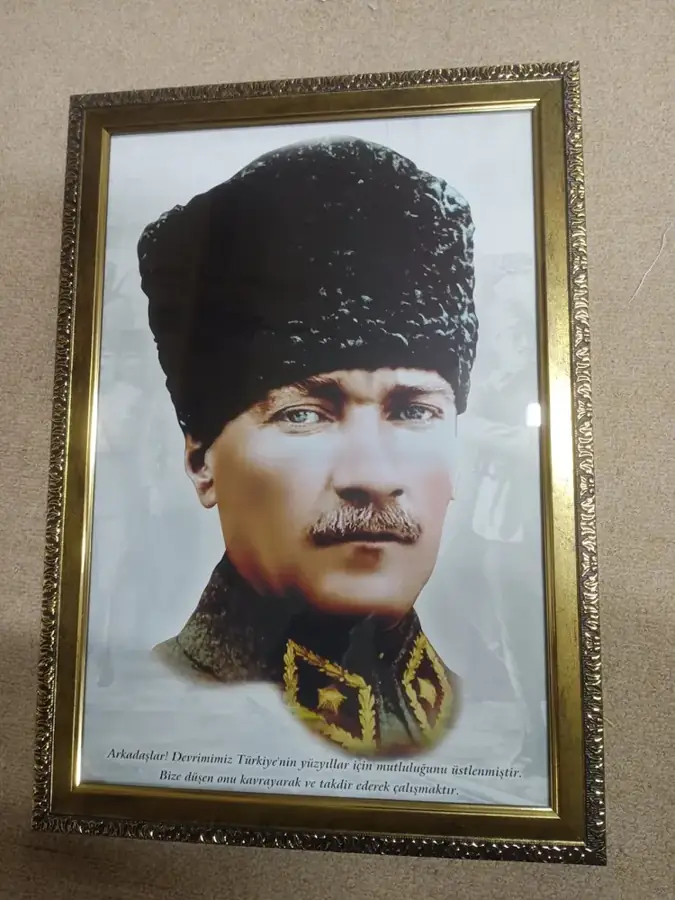 Arkadaşlar! Devrimimiz Türkiye'nin yüzyıllar için mutluluğunu üstlenmiştir.
Bize düşen onu kavrayarak ve takdir ederek çalışmaktır.